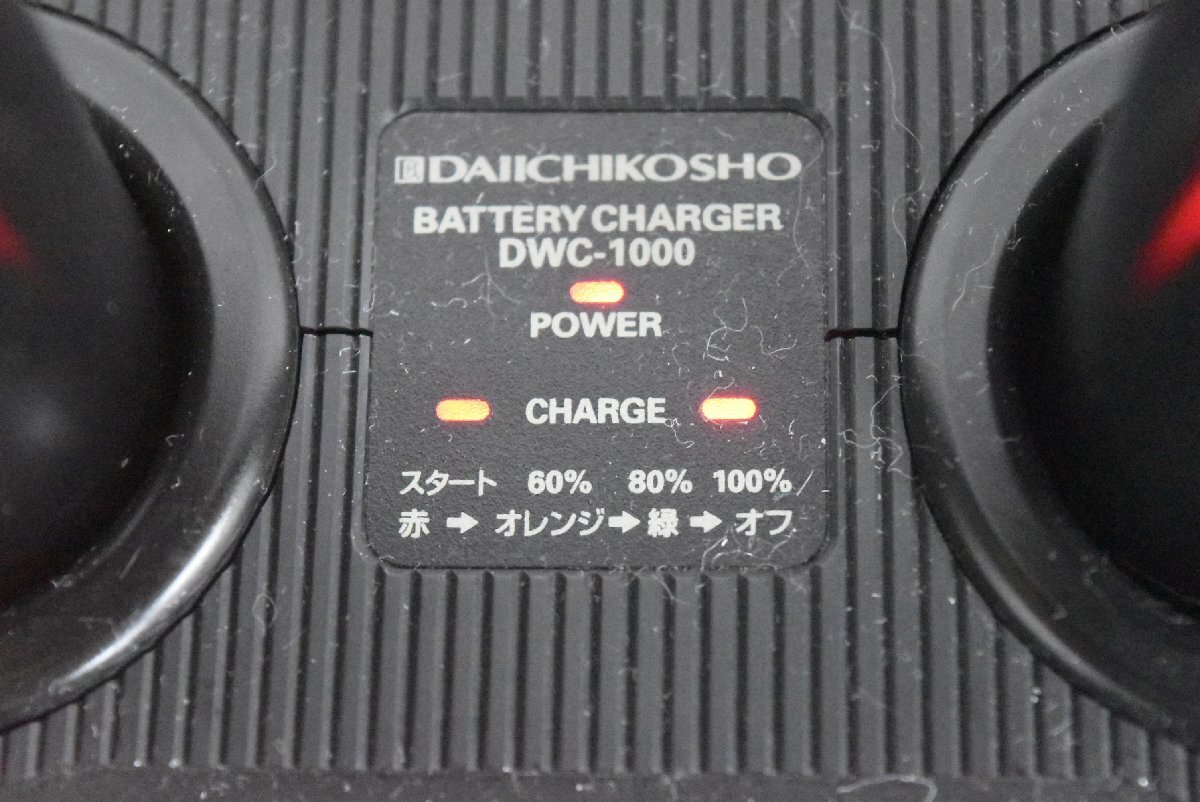 DAIICHIKOSHO
BATTERY CHARGER
DWC-1000
POWER
CHARGE
スタート 60% 80% 100%
赤 ➡ オレンジ ➡ 緑 ➡ オフ